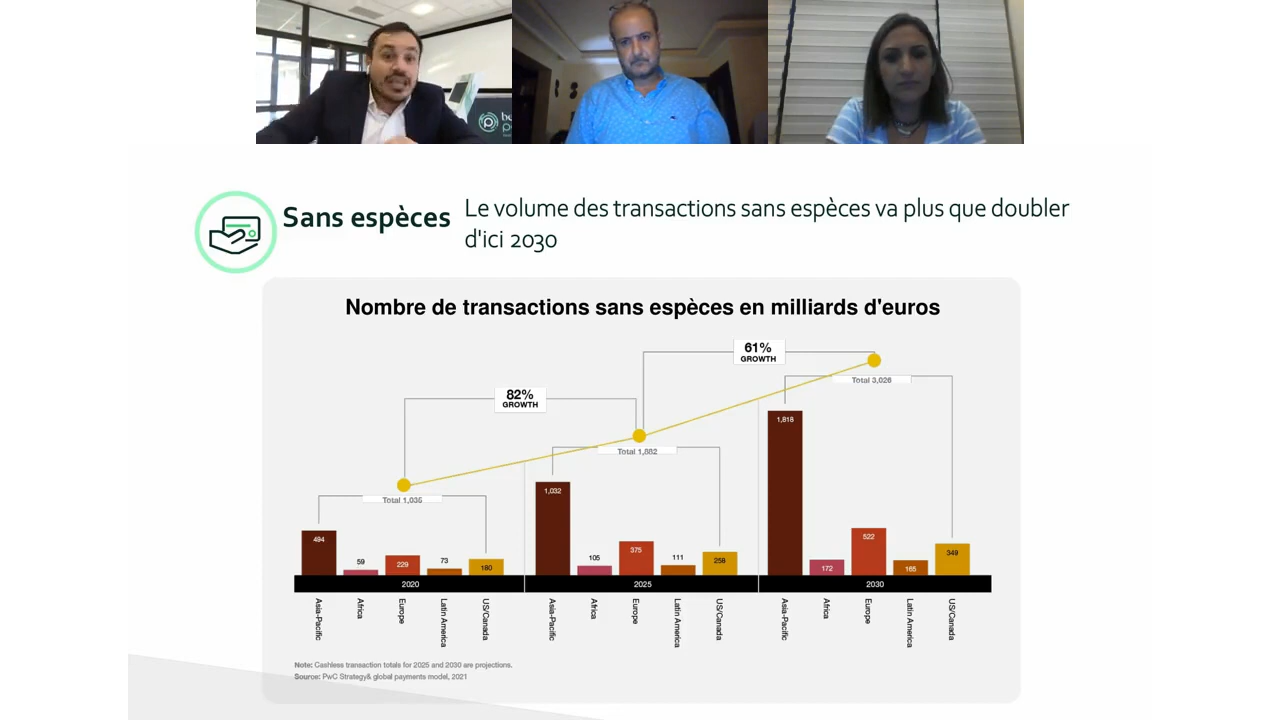 Sans espèces
Le volume des transactions sans espèces va plus que doubler
d'ici 2030
Nombre de transactions sans espèces en milliards d'euros
61%
GROWTH
82%
GROWTH
Total 3,026
Total 1,882
Total 1,035
494
59
229
73
180
1,032
105
375
111
258
1,818
172
522
165
349
2020
2025
2030
Asia-Pacific
Africa
Europe
Latin America
US/Canada
Asia-Pacific
Africa
Europe
Latin America
US/Canada
Asia-Pacific
Africa
Europe
Latin America
US/Canada
Note: Cashless transaction totals for 2025 and 2030 are projections.
Source: PwC Strategy& global payments model, 2021